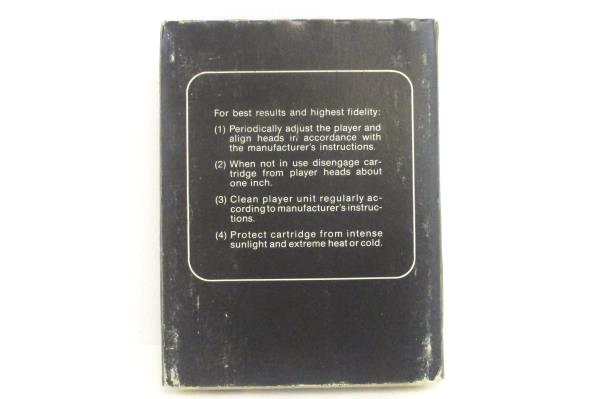 For best results and highest fidelity:
(1) Periodically adjust the player and
align heads in accordance with
the manufacturer's instructions.
(2) When not in use disengage car-
tridge from player heads about
one inch.
(3) Clean player unit regularly ac-
cording to manufacturer's instruc-
tions.
(4) Protect cartridge from intense
sunlight and extreme heat or cold.